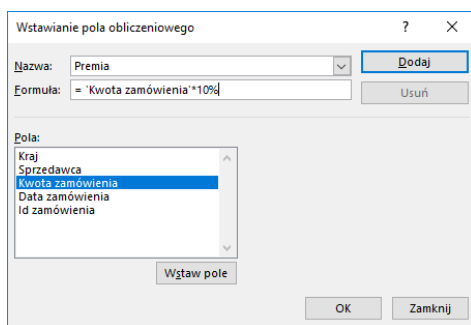 Wstawianie pola obliczeniowego ? ×
Nazwa: Premia Dodaj
Formuła: = 'Kwota zamówienia'*10% Usuń
Pola:
Kraj
Sprzedawca
Kwota zamówienia
Data zamówienia
Id zamówienia
Wstaw pole
OK Zamknij